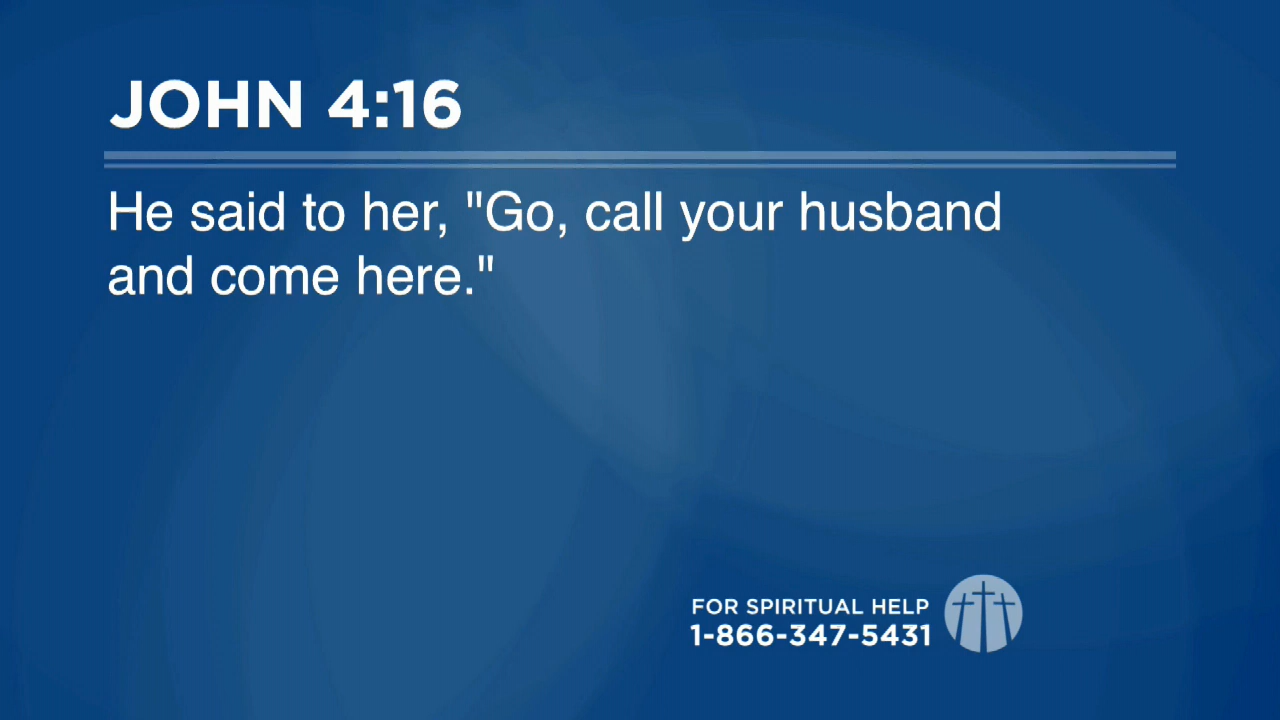 JOHN 4:16
He said to her, "Go, call your husband
and come here."
FOR SPIRITUAL HELP
1-866-347-5431